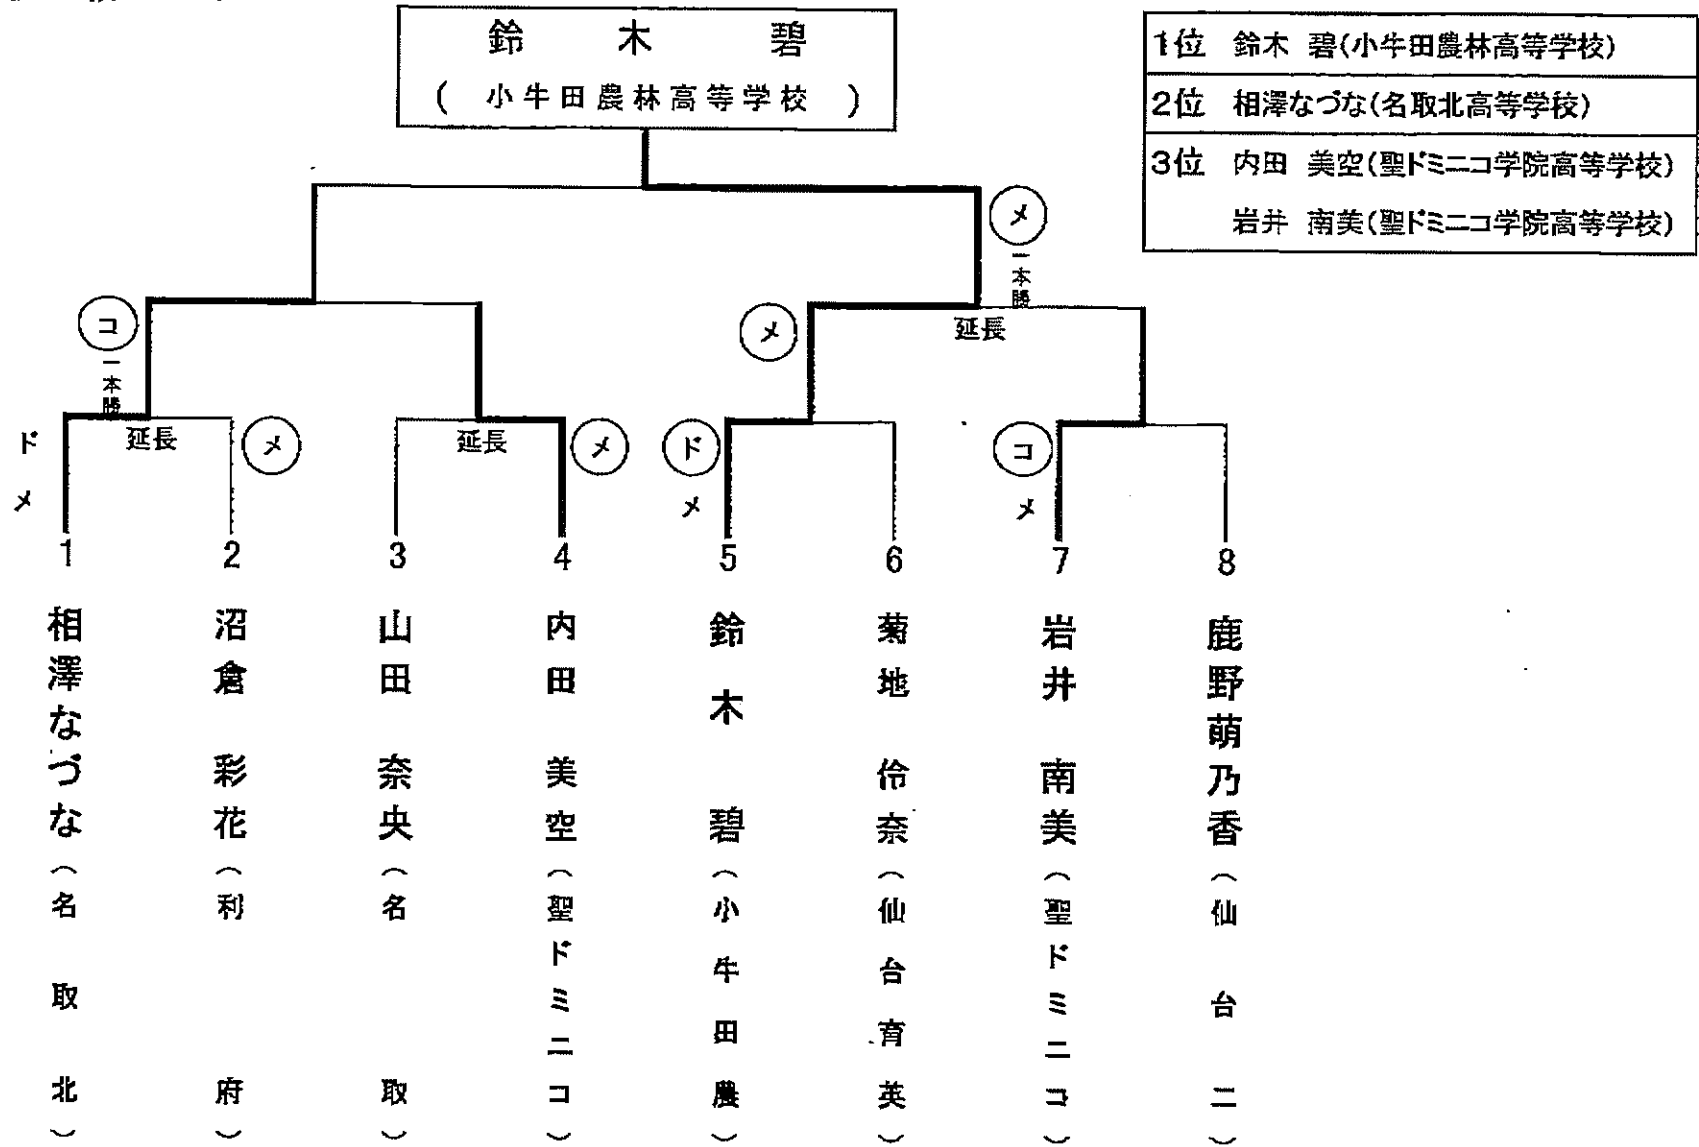 鈴木碧
(小牛田農林高等学校)
1位 鈴木 碧(小牛田農林高等学校)
2位 相澤なづな(名取北高等学校)
3位 内田 美空(聖ドミニコ学院高等学校)
岩井 南美(聖ドミニコ学院高等学校)
メ
一本勝
コ
一本勝
メ
延長
ド
メ
延長
メ
延長
メ
ド
メ
コ
メ
1
2
3
4
5
6
7
8
相澤なづな(名取北)
沼倉彩花(利府)
山田奈央(名取)
内田美空(聖ドミニコ)
鈴木碧(小牛田農)
菊地伶奈(仙台育英)
岩井南美(聖ドミニコ)
鹿野萌乃香(仙台二)